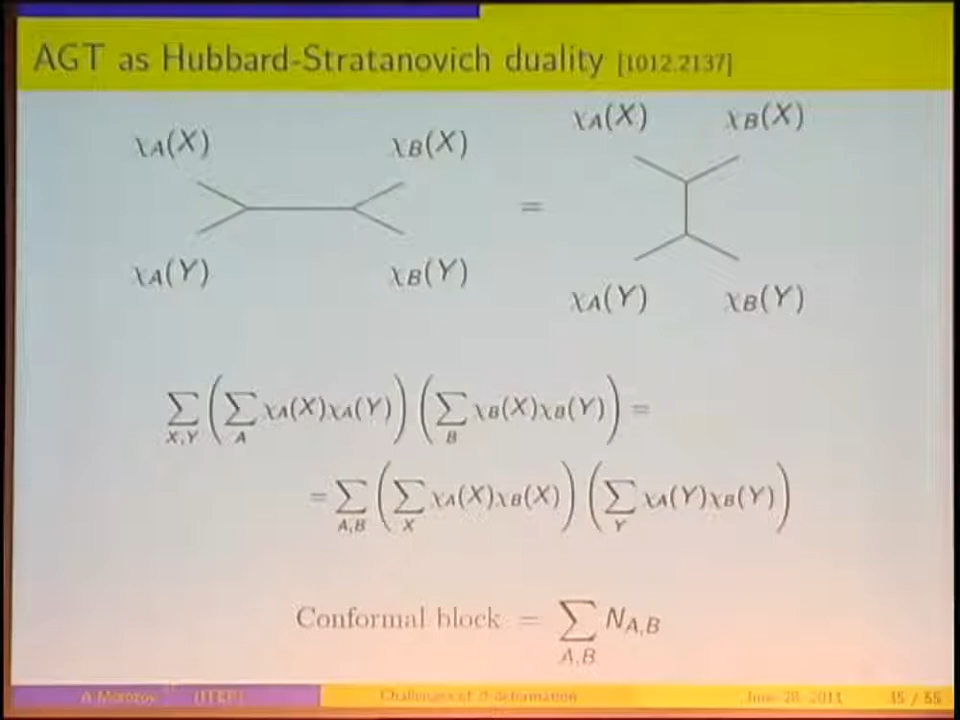 AGT as Hubbard-Stratanovich duality [1012.2137]
χA(X) χB(X) χA(X) χB(X)
=
χA(Y) χB(Y) χA(Y) χB(Y)
∑X,Y (∑A χA(X)χA(Y)) (∑B χB(X)χB(Y)) =
= ∑A,B (∑X χA(X)χB(X)) (∑Y χA(Y)χB(Y))
Conformal block = ∑A,B NA,B
A.Morozov (ITEP) Challenges of β-deformation June 28, 2011 35 / 55